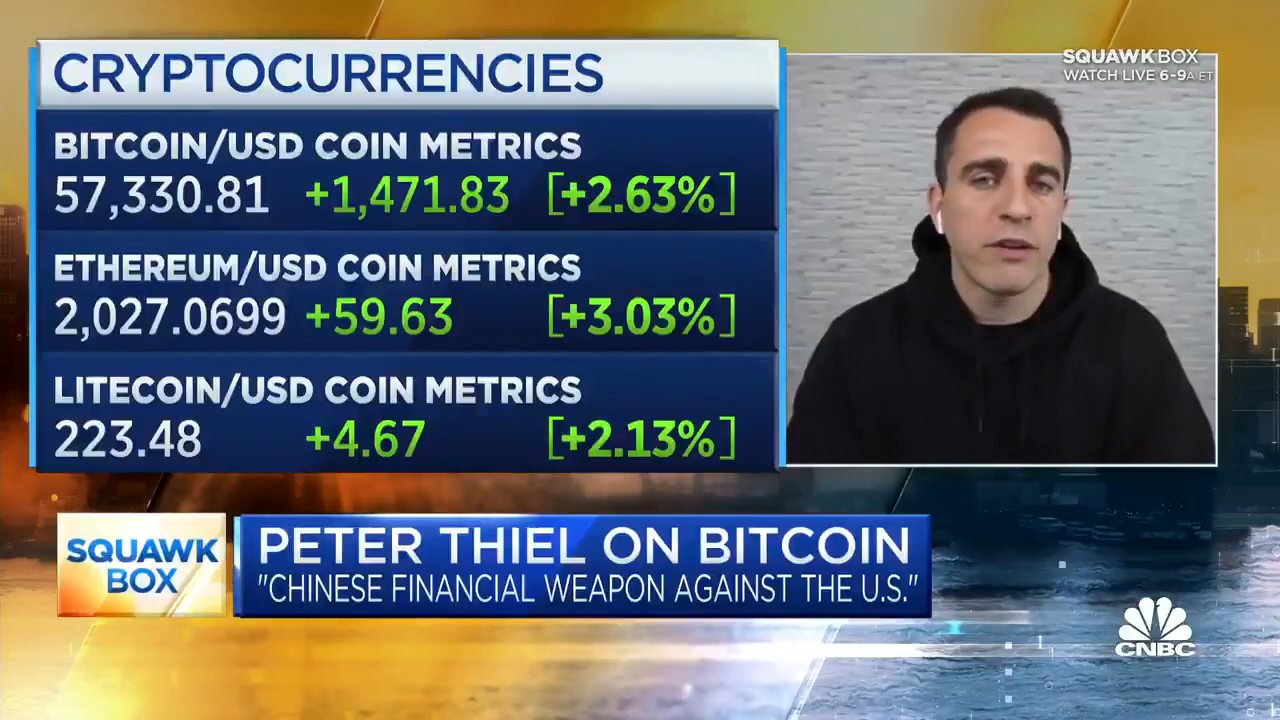 CRYPTOCURRENCIES
BITCOIN/USD COIN METRICS
57,330.81 +1,471.83 [+2.63%]
ETHEREUM/USD COIN METRICS
2,027.0699 +59.63 [+3.03%]
LITECOIN/USD COIN METRICS
223.48 +4.67 [+2.13%]
SQUAWK BOX
WATCH LIVE 6-9A ET
SQUAWK
BOX
PETER THIEL ON BITCOIN
"CHINESE FINANCIAL WEAPON AGAINST THE U.S."
CNBC